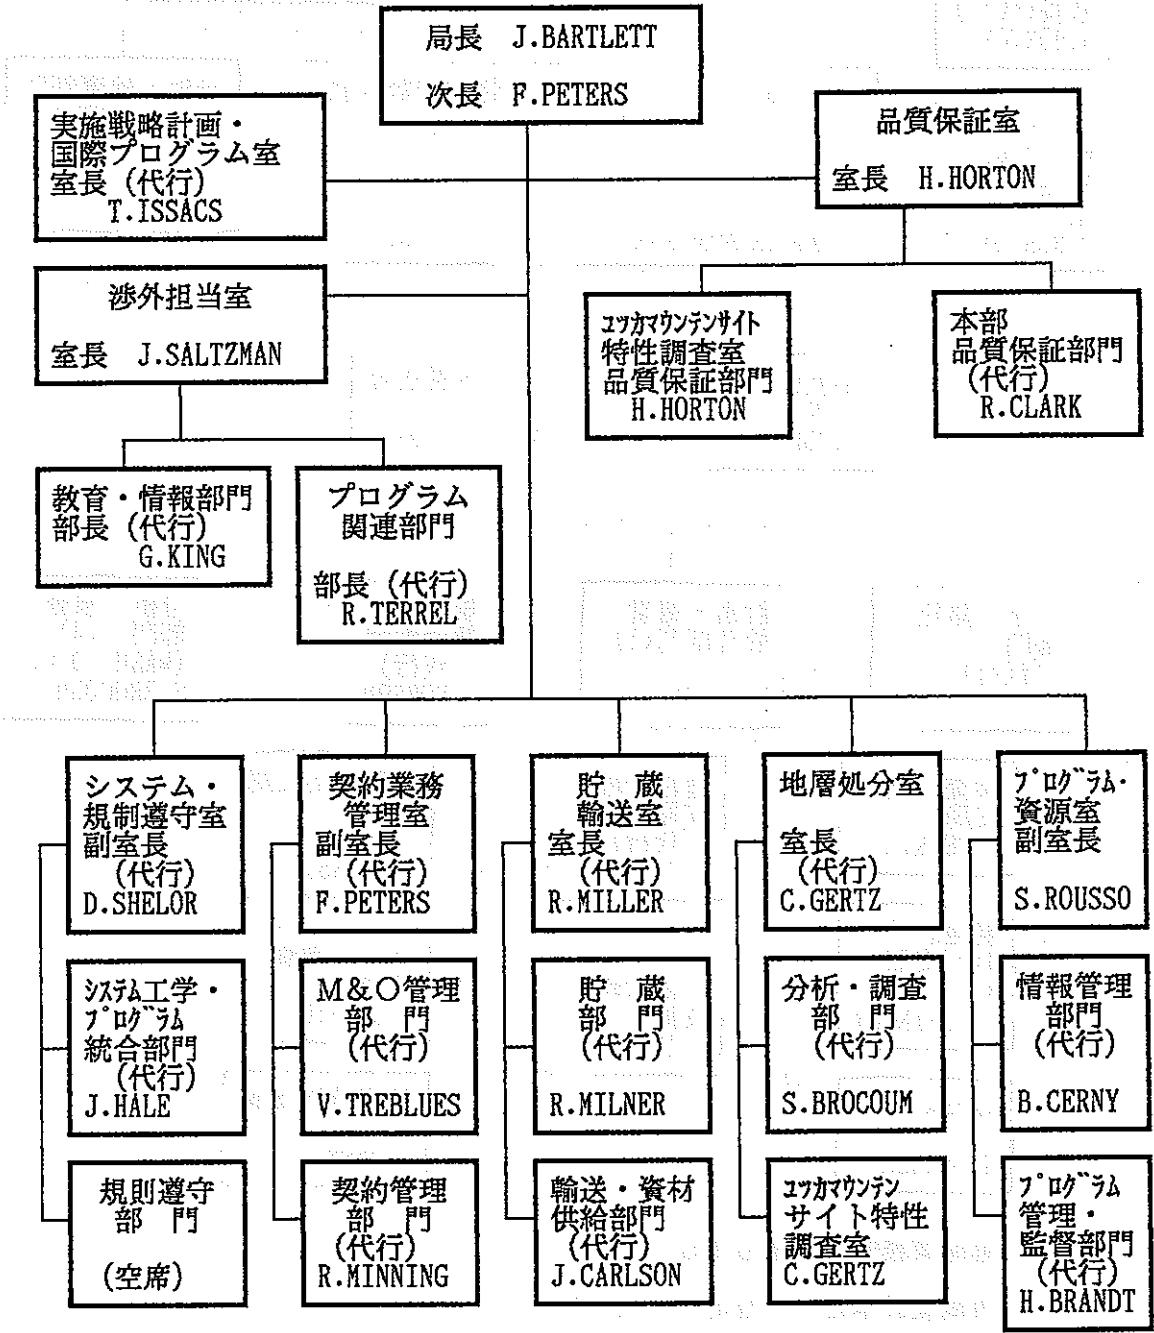 局長 J.BARTLETT
次長 F.PETERS
実施戦略計画・
国際プログラム室
室長(代行)
T.ISSACS
品質保証室
室長 H.HORTON
渉外担当室
室長 J.SALTZMAN
ユッカマウンテンサイト
特性調査室
品質保証部門
H.HORTON
本部
品質保証部門
(代行)
R.CLARK
教育・情報部門
部長(代行)
G.KING
プログラム
関連部門
部長(代行)
R.TERREL
システム・
規制遵守室
副室長
(代行)
D.SHELOR
契約業務
管理室
副室長
(代行)
F.PETERS
貯 蔵
輸送室
室長
(代行)
R.MILLER
地層処分室
室長
(代行)
C.GERTZ
プログラム・
資源室
副室長
S.ROUSSO
システム工学・
プログラム
統合部門
(代行)
J.HALE
M&O管理
部 門
(代行)
V.TREBLUES
貯 蔵
部 門
(代行)
R.MILNER
分析・調査
部 門
(代行)
S.BROCOUM
情報管理
部門
(代行)
B.CERNY
規則遵守
部 門
(空席)
契約管理
部 門
(代行)
R.MINNING
輸送・資材
供給部門
(代行)
J.CARLSON
ユッカマウンテン
サイト特性
調査室
C.GERTZ
プログラム
管理・
監督部門
(代行)
H.BRANDT